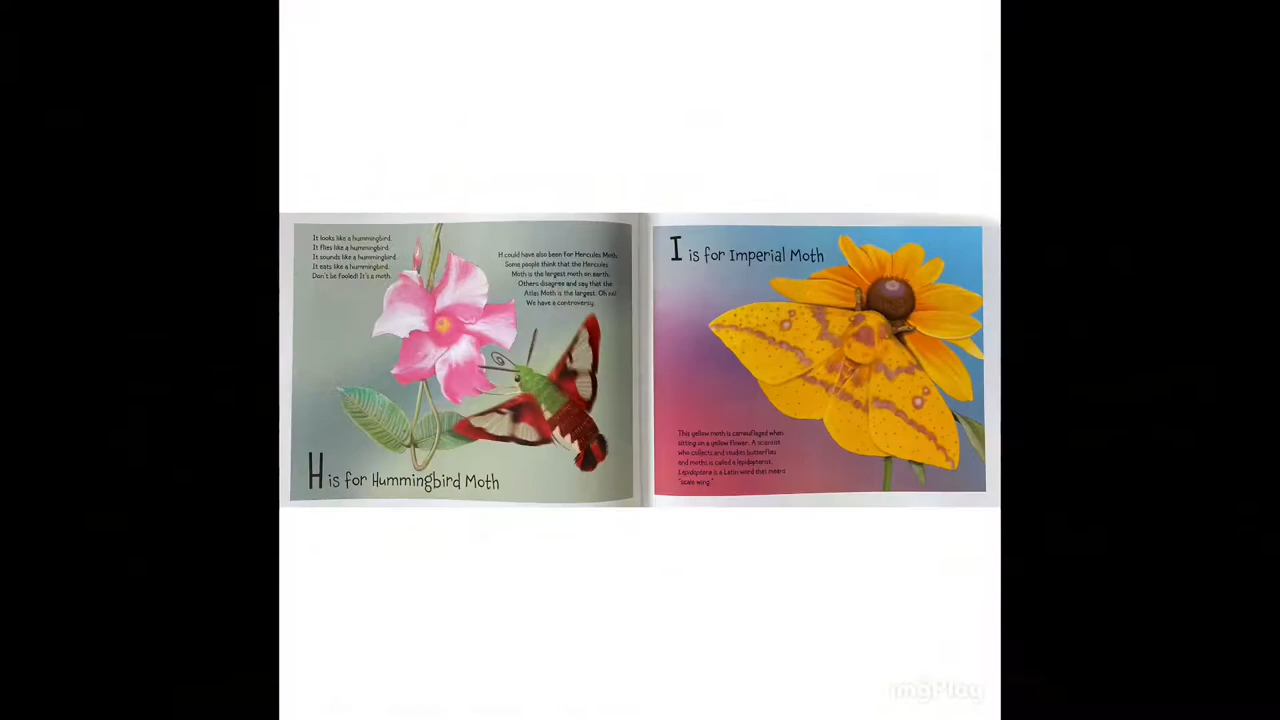 It looks like a hummingbird.
It flies like a hummingbird.
It sounds like a hummingbird.
It eats like a hummingbird.
Don't be fooled! It's a moth.
H could have also been for Hercules Moth.
Some people think that the Hercules
Moth is the largest moth on earth.
Others disagree and say that the
Atlas Moth is the largest. Oh no!
We have a controversy.
H is for Hummingbird Moth
I is for Imperial Moth
This yellow moth is camouflaged when
sitting on a yellow flower. A scientist
who collects and studies butterflies
and moths is called a lepidopterist.
Lepidoptera is a Latin word that means
"scale wing."
imgPlay